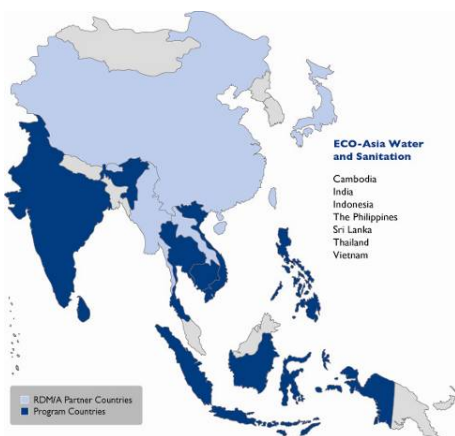 ECO-Asia Water
and Sanitation
Cambodia
India
Indonesia
The Philippines
Sri Lanka
Thailand
Vietnam
RDM/A Partner Countries
Program Countries